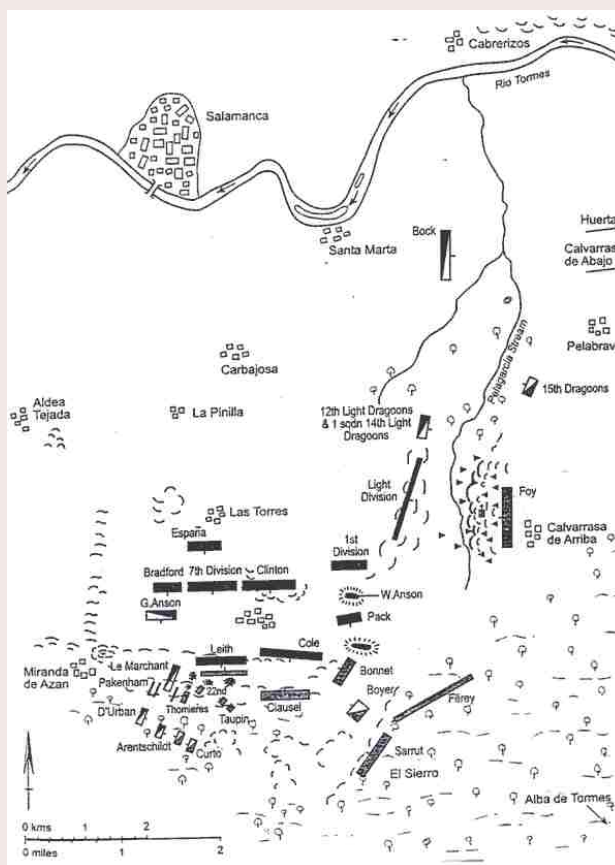 Cabrerizos
Rio Tormes
Salamanca
Huerta
Bock
Calvarrasa
de Abajo
Santa Marta
Pelabrav
Pelagarcia Stream
Carbajosa
15th Dragoons
Aldea
Tejada
La Pinilla
12th Light Dragoons
& 1 sqdn 14th Light
Dragoons
Light
Division
Foy
Las Torres
España
Calvarrasa
de Arriba
1st
Division
Bradford
7th Division
Clinton
G.Anson
W.Anson
Pack
Leith
Cole
Le Marchant
Miranda
de Azan
Bonnet
Pakenham
22nd
Boyer
Thomieres
Clausel
Ferey
D'Urban
Taupin
Arentschildt
Curto
Sarrut
El Sierro
Alba de Tormes
0 kms 1 2
0 miles 1 2